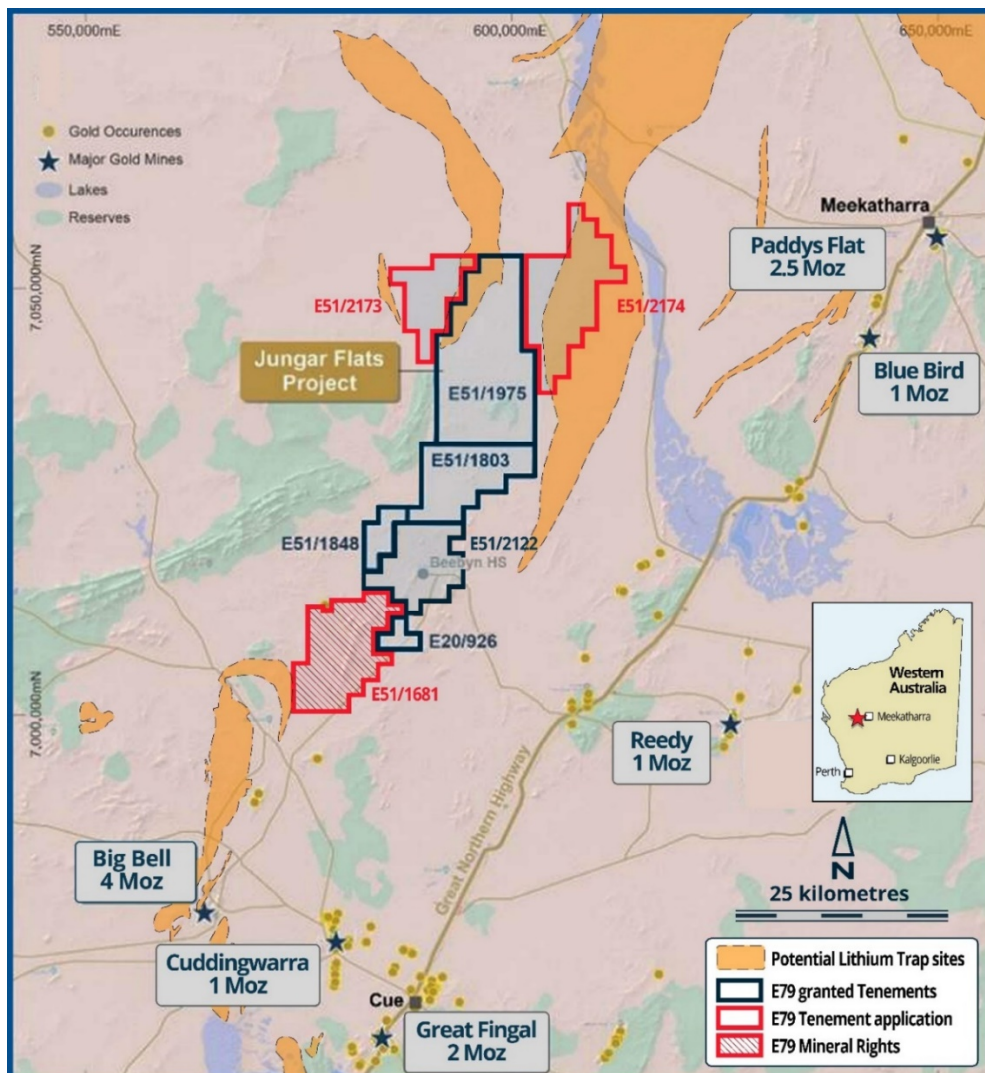 550,000mE
600,000mE
650,000mE
Gold Occurences
Major Gold Mines
Lakes
Reserves
Meekatharra
Paddys Flat
2.5 Moz
7,050,000mN
E51/2173
E51/2174
Jungar Flats
Project
Blue Bird
1 Moz
E51/1975
E51/1803
E51/1848
E51/2122
Beebyn HS
E20/926
E51/1681
7,000,000mN
Reedy
1 Moz
Western
Australia
Meekatharra
Kalgoorlie
Perth
Great Northern Highway
Big Bell
4 Moz
N
25 kilometres
Cuddingwarra
1 Moz
Cue
Great Fingal
2 Moz
Potential Lithium Trap sites
E79 granted Tenements
E79 Tenement application
E79 Mineral Rights